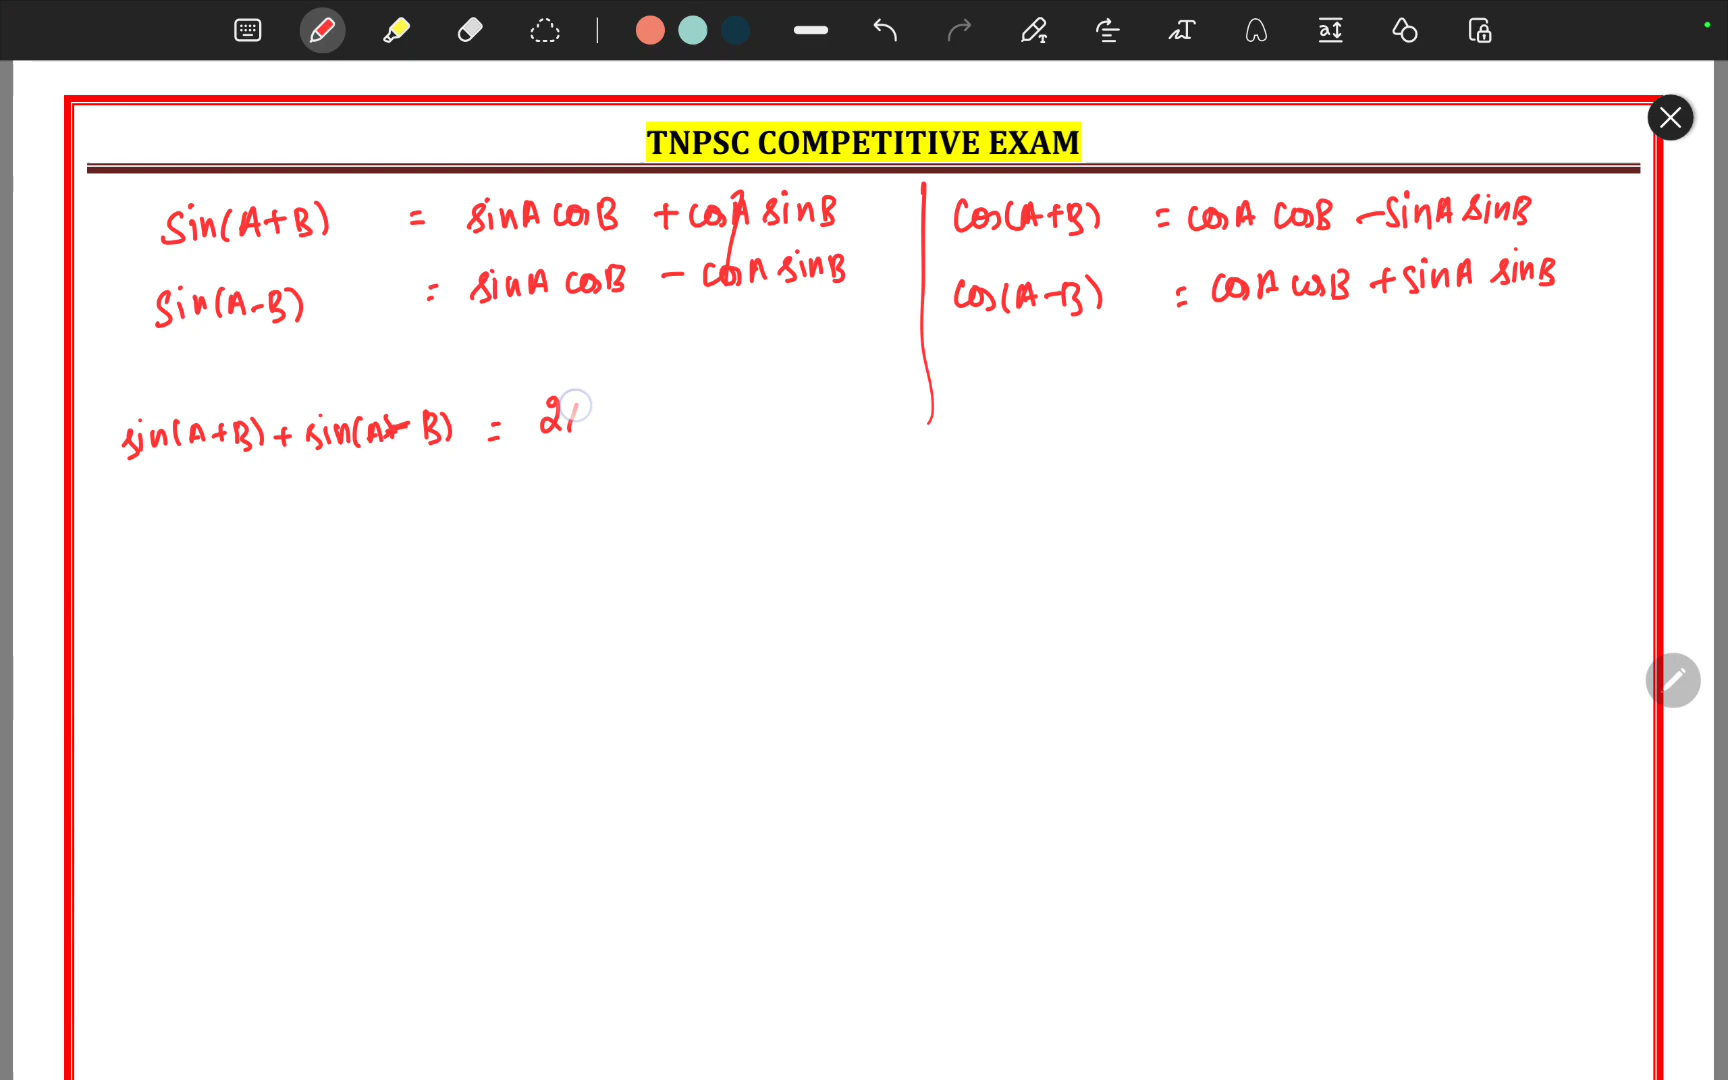 TNPSC COMPETITIVE EXAM
Sin(A+B) = sinA cosB + cosA sinB
Sin(A-B) = sinA cosB - cosA sinB
Cos(A+B) = cosA cosB - SinA sinB
Cos(A-B) = cosA cosB + sinA sinB
sin(A+B) + sin(A- B) = 2